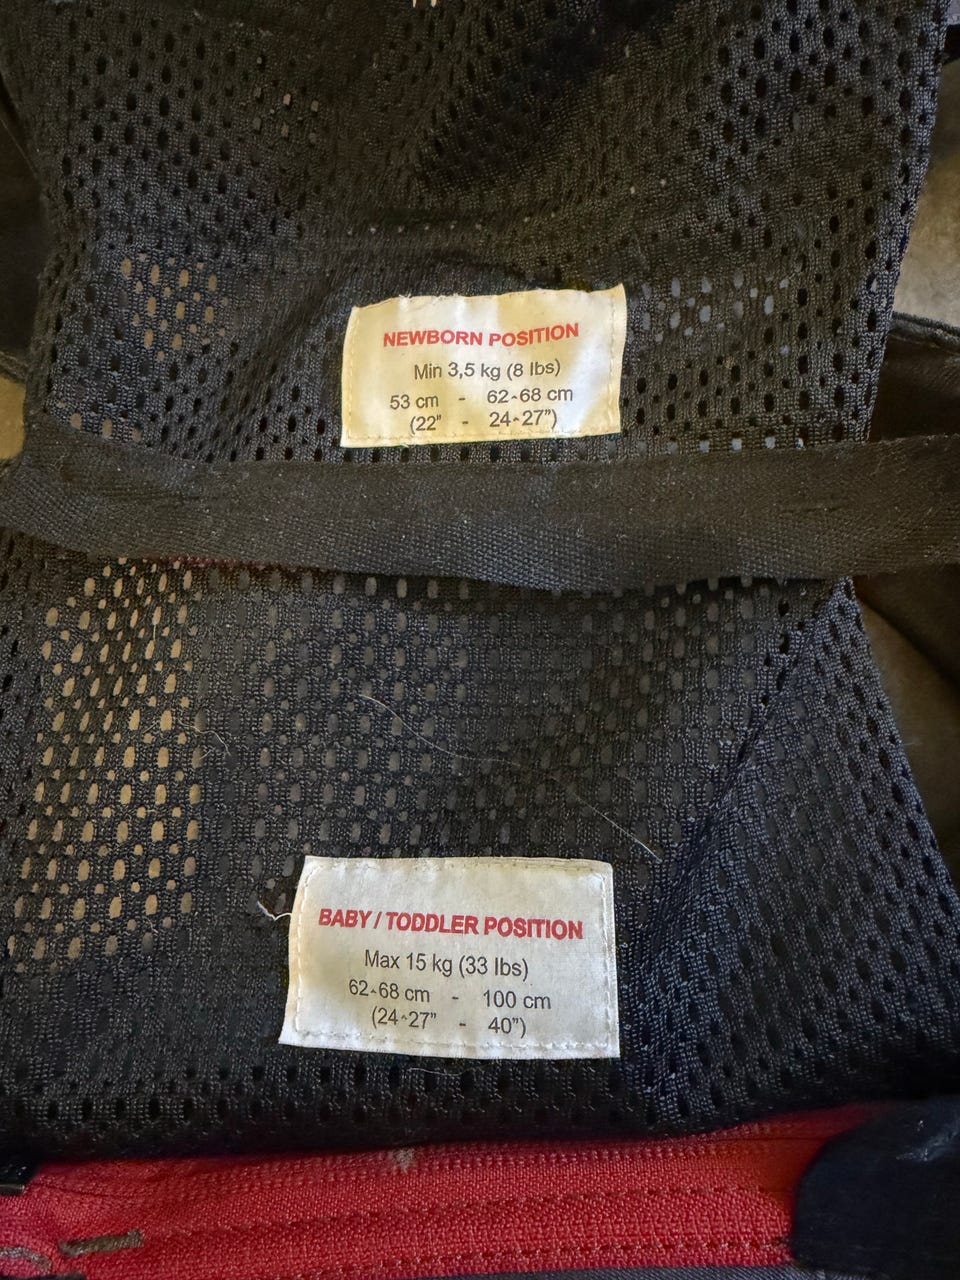 NEWBORN POSITION
Min 3,5 kg (8 lbs)
53 cm - 62-68 cm
(22" - 24-27")
BABY / TODDLER POSITION
Max 15 kg (33 lbs)
62-68 cm - 100 cm
(24-27" - 40")